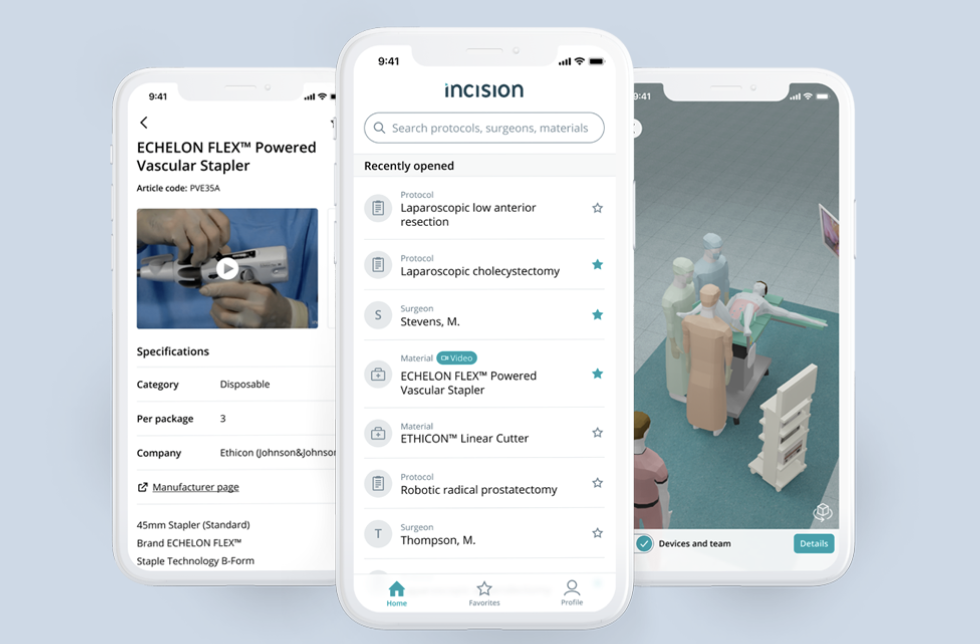 9:41
ECHELON FLEX™ Powered
Vascular Stapler
Article code: PVE35A
Specifications
Category Disposable
Per package 3
Company Ethicon (Johnson&Johnson
Manufacturer page
45mm Stapler (Standard)
Brand ECHELON FLEX™
Staple Technology B-Form
9:41
incision
Search protocols, surgeons, materials
Recently opened
Protocol
Laparoscopic low anterior
resection
Protocol
Laparoscopic cholecystectomy
S
Surgeon
Stevens, M.
Material Video
ECHELON FLEX™ Powered
Vascular Stapler
Material
ETHICON™ Linear Cutter
Protocol
Robotic radical prostatectomy
T
Surgeon
Thompson, M.
Home Favorites Profile
9:41
Devices and team Details